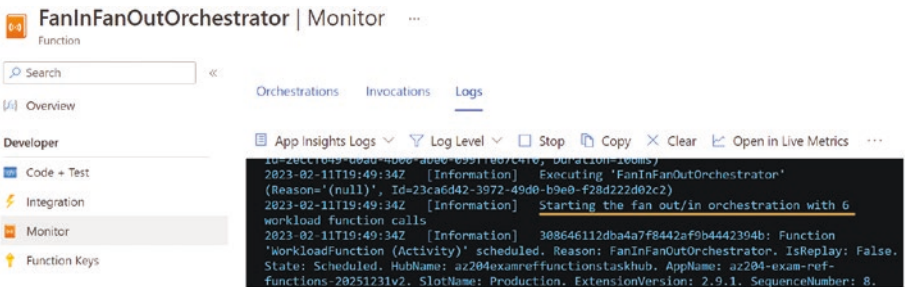 FanInFanOutOrchestrator | Monitor ...
Function
Search «
Overview
Developer
Code + Test
Integration
Monitor
Function Keys
Orchestrations Invocations Logs
App Insights Logs Log Level Stop Copy Clear Open in Live Metrics ...
2023-02-11T19:49:34Z [Information] Executing 'FanInFanOutOrchestrator'
(Reason='(null)', Id=23ca6d42-3972-49d0-b9e0-f28d222d02c2)
2023-02-11T19:49:34Z [Information] Starting the fan out/in orchestration with 6
workload function calls
2023-02-11T19:49:34Z [Information] 308646112dba4a7f8442af9b4442394b: Function
'WorkloadFunction (Activity)' scheduled. Reason: FanInFanOutOrchestrator. IsReplay: False.
State: Scheduled. HubName: az204examreffunctionstaskhub. AppName: az204-exam-ref-
functions-20251231v2. SlotName: Production. ExtensionVersion: 2.9.1. SequenceNumber: 8.